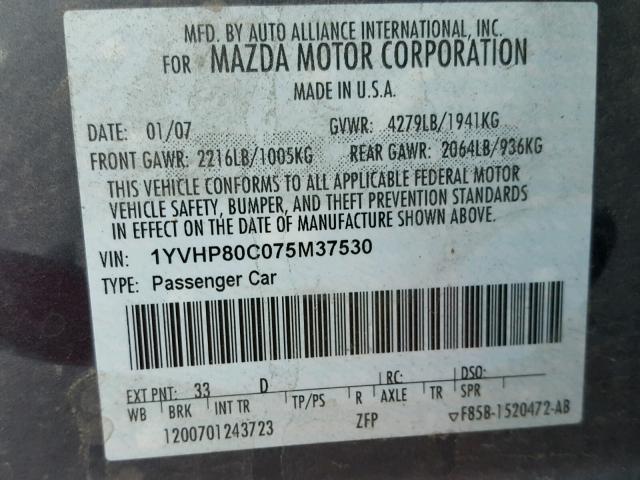 MFD. BY AUTO ALLIANCE INTERNATIONAL, INC.
FOR MAZDA MOTOR CORPORATION
MADE IN U.S.A.
DATE: 01/07 GVWR: 4279LB/1941KG
FRONT GAWR: 2216LB/1005KG REAR GAWR: 2064LB/936KG
THIS VEHICLE CONFORMS TO ALL APPLICABLE FEDERAL MOTOR
VEHICLE SAFETY, BUMPER, AND THEFT PREVENTION STANDARDS
IN EFFECT ON THE DATE OF MANUFACTURE SHOWN ABOVE.
VIN: 1YVHP80C075M37530
TYPE: Passenger Car
EXT PNT: 33 D RC: DSO:
WB BRK INT TR TP/PS R AXLE TR SPR
1200701243723 ZFP ▽F85B-1520472-AB